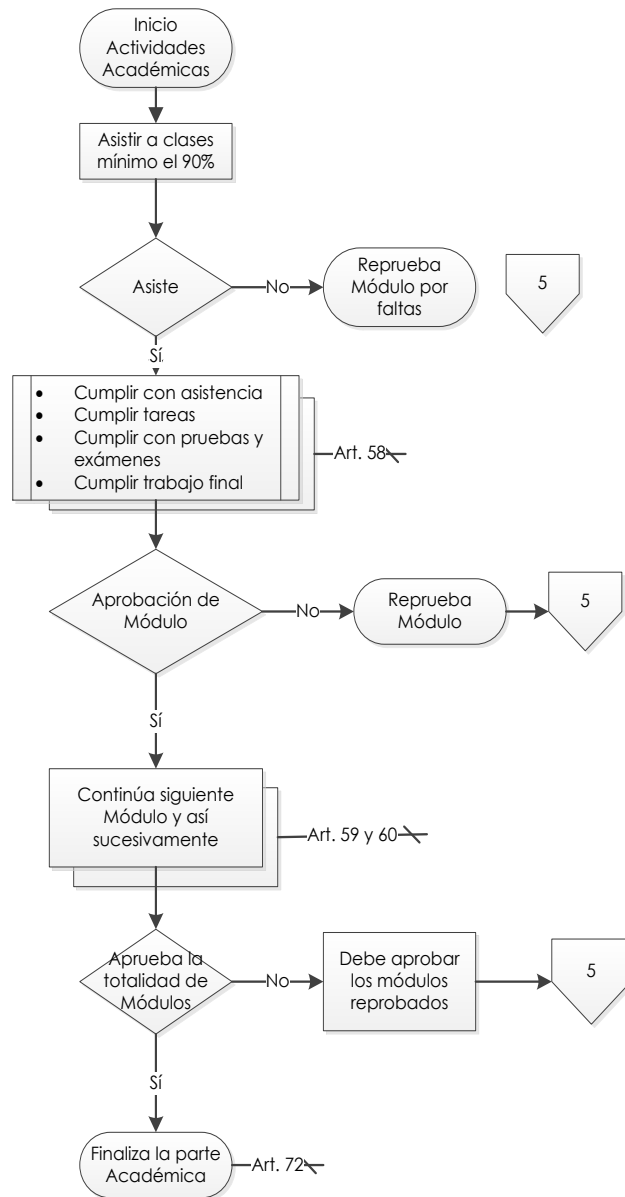 Inicio
Actividades
Académicas
Asistir a clases
mínimo el 90%
Asiste
No
Reprueba
Módulo por
faltas
5
Sí
• Cumplir con asistencia
• Cumplir tareas
• Cumplir con pruebas y
exámenes
• Cumplir trabajo final
Art. 58
Aprobación de
Módulo
No
Reprueba
Módulo
5
Sí
Continúa siguiente
Módulo y así
sucesivamente
Art. 59 y 60
Aprueba la
totalidad de
Módulos
No
Debe aprobar
los módulos
reprobados
5
Sí
Finaliza la parte
Académica
Art. 72